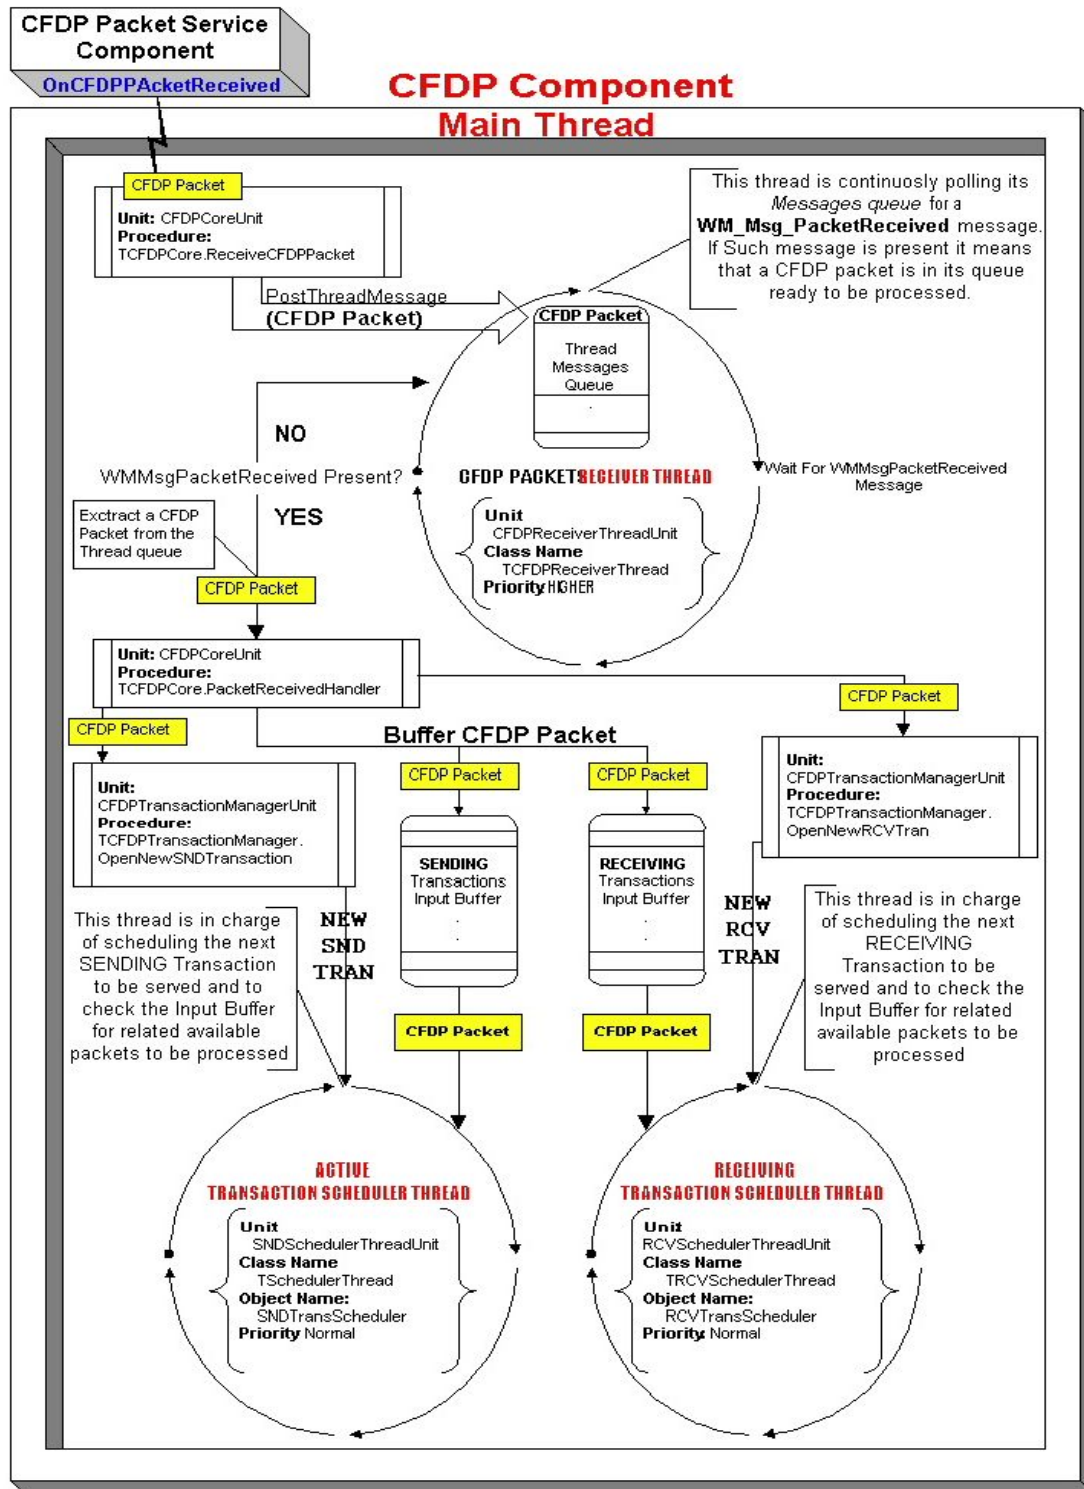 CFDP Packet Service
Component
OnCFDPPAcketReceived
CFDP Component
Main Thread
CFDP Packet
Unit: CFDPCoreUnit
Procedure:
TCFDPCore.ReceiveCFDPPacket
This thread is continuosly polling its
Messages queue for a
WM_Msg_PacketReceived message.
If Such message is present it means
that a CFDP packet is in its queue
ready to be processed.
PostThreadMessage
(CFDP Packet)
CFDP Packet
Thread
Messages
Queue
.
NO
WMMsgPacketReceived Present?
YES
Wait For WMMsgPacketReceived
Message
CFDP PACKETS RECEIVER THREAD
Unit
CFDPReceiverThreadUnit
Class Name
TCFDPReceiverThread
Priority: HIGHER
Exctract a CFDP
Packet from the
Thread queue
CFDP Packet
Unit: CFDPCoreUnit
Procedure:
TCFDPCore.PacketReceivedHandler
CFDP Packet
CFDP Packet
Buffer CFDP Packet
CFDP Packet
CFDP Packet
Unit:
CFDPTransactionManagerUnit
Procedure:
TCFDPTransactionManager.
OpenNewSNDTransaction
SENDING
Transactions
Input Buffer
.
.
RECEIVING
Transactions
Input Buffer
.
.
Unit:
CFDPTransactionManagerUnit
Procedure:
TCFDPTransactionManager.
OpenNewRCVTran
This thread is in charge
of scheduling the next
SENDING Transaction
to be served and to
check the Input Buffer
for related available
packets to be processed
NEW
SND
TRAN
NEW
RCV
TRAN
This thread is in charge
of scheduling the next
RECEIVING
Transaction to be
served and to check the
Input Buffer for related
available packets to be
processed
CFDP Packet
CFDP Packet
ACTIVE
TRANSACTION SCHEDULER THREAD
Unit
SNDSchedulerThreadUnit
Class Name
TSchedulerThread
Object Name:
SNDTransScheduler
Priority: Normal
RECEIVING
TRANSACTION SCHEDULER THREAD
Unit
RCVSchedulerThreadUnit
Class Name
TRCVSchedulerThread
Object Name:
RCVTransScheduler
Priority: Normal